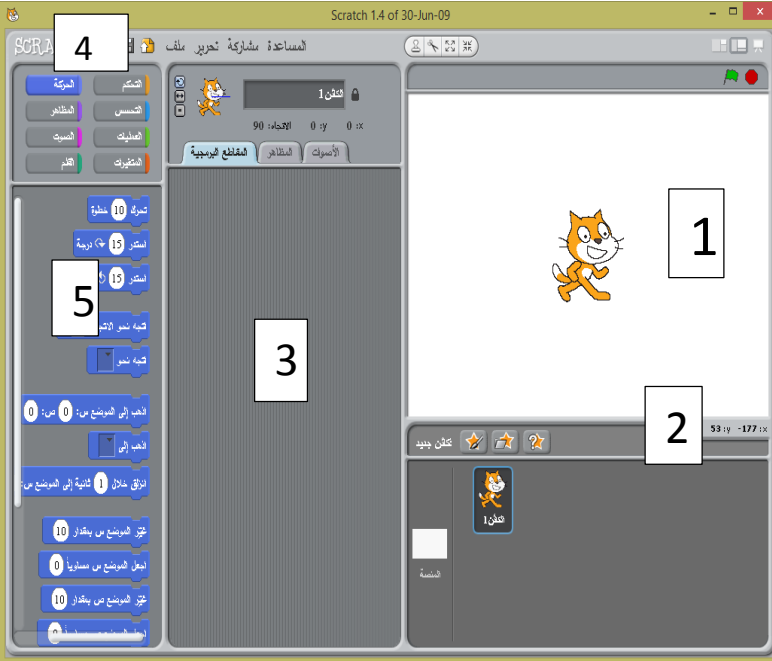 Scratch 1.4 of 30-Jun-09
SCR
4
ملف تحرير مشاركة المساعدة
الحركة
التحكم
المظاهر
التحسس
الصوت
العمليات
القلم
المتغيرات
الكائن1
x: 0 y: 0 الاتجاه: 90
المقاطع البرمجية
المظاهر
الأصوات
تحرك 10 خطوة
استدر 15 درجة
استدر 15
5
اتجه نحو
اتجه نحو
اذهب إلى الموضع س: 0 ص: 0
اذهب إلى
انزلق خلال 1 ثانية إلى الموضع س:
غيّر الموضع س بمقدار 10
اجعل الموضع س مساوياً 0
غيّر الموضع ص بمقدار 10
3
1
2
x: -177 y: 53
كائن جديد
الكائن1
المنصة